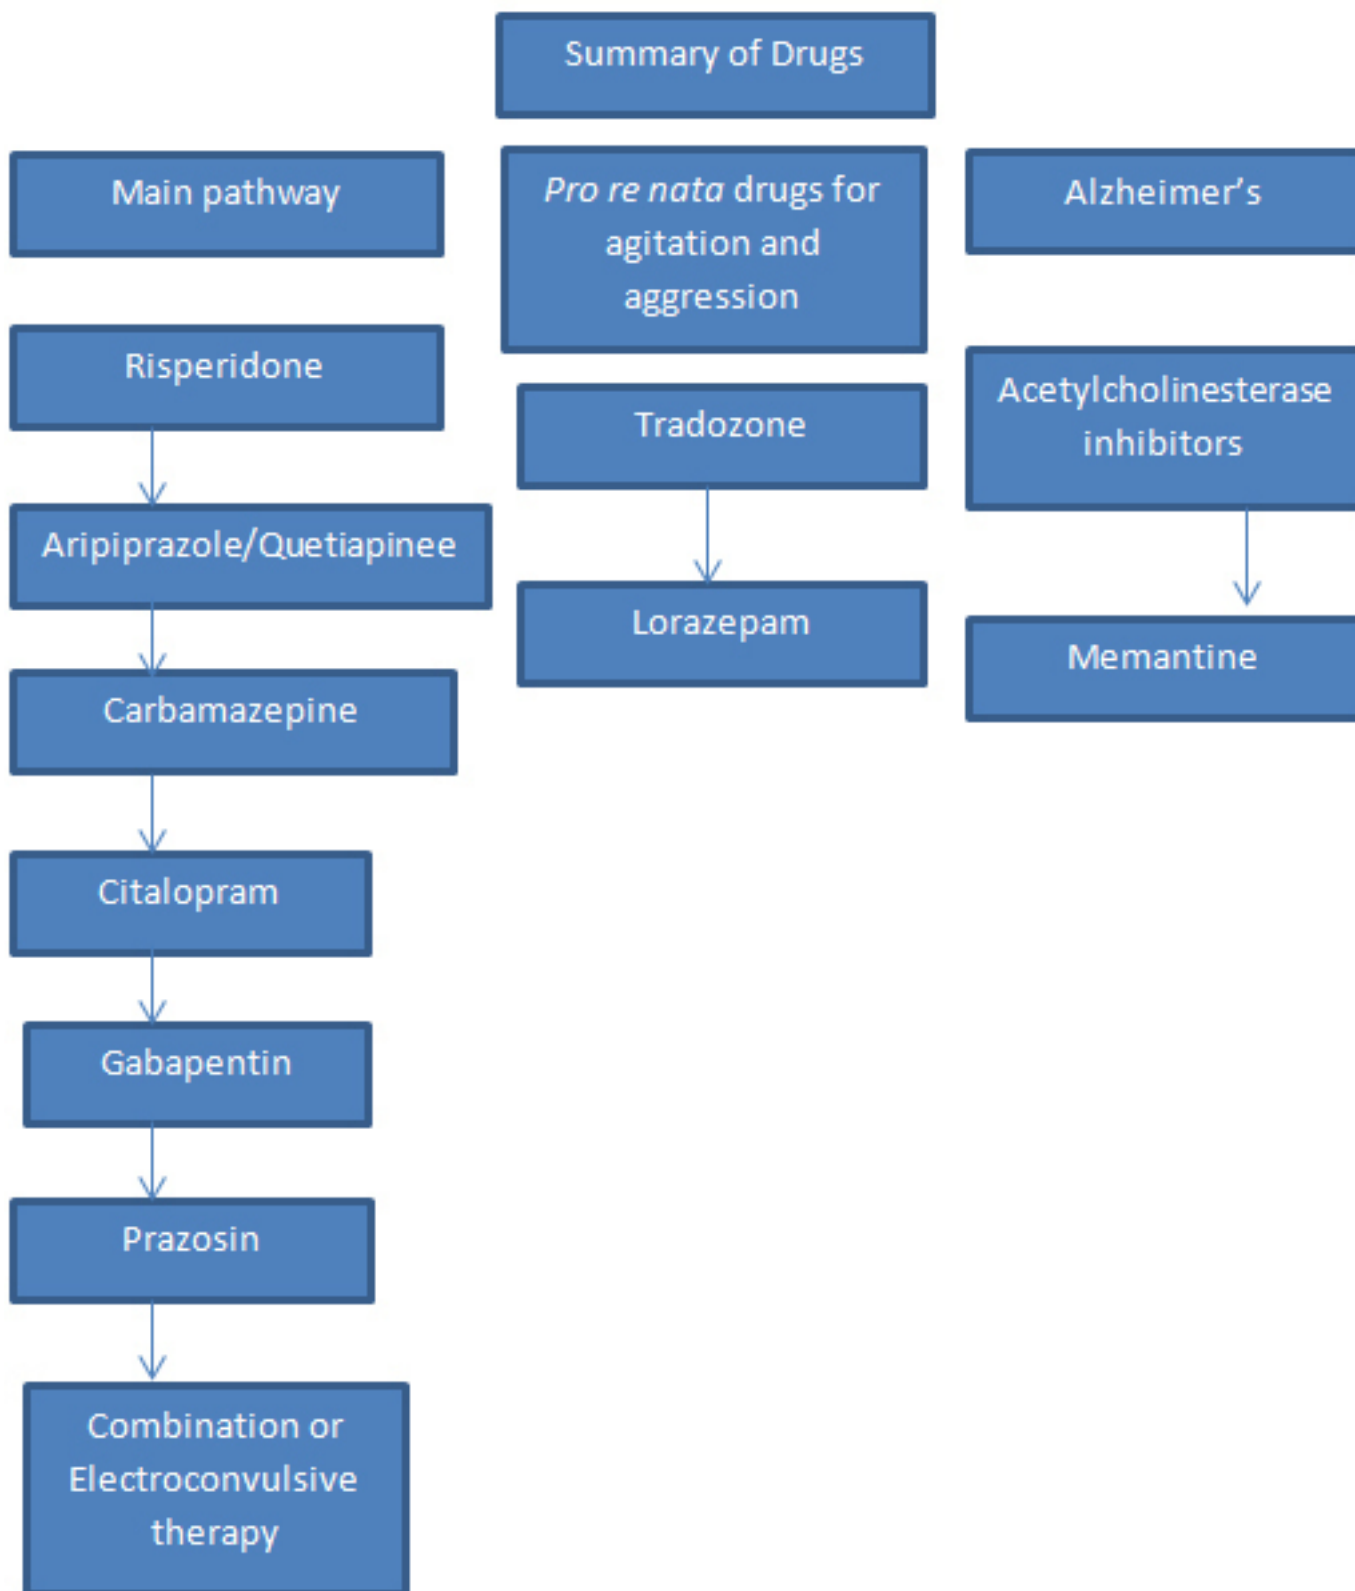 Summary of Drugs
Main pathway
Risperidone
Aripiprazole/Quetiapinee
Carbamazepine
Citalopram
Gabapentin
Prazosin
Combination or
Electroconvulsive
therapy
Pro re nata drugs for
agitation and
aggression
Tradozone
Lorazepam
Alzheimer’s
Acetylcholinesterase
inhibitors
Memantine